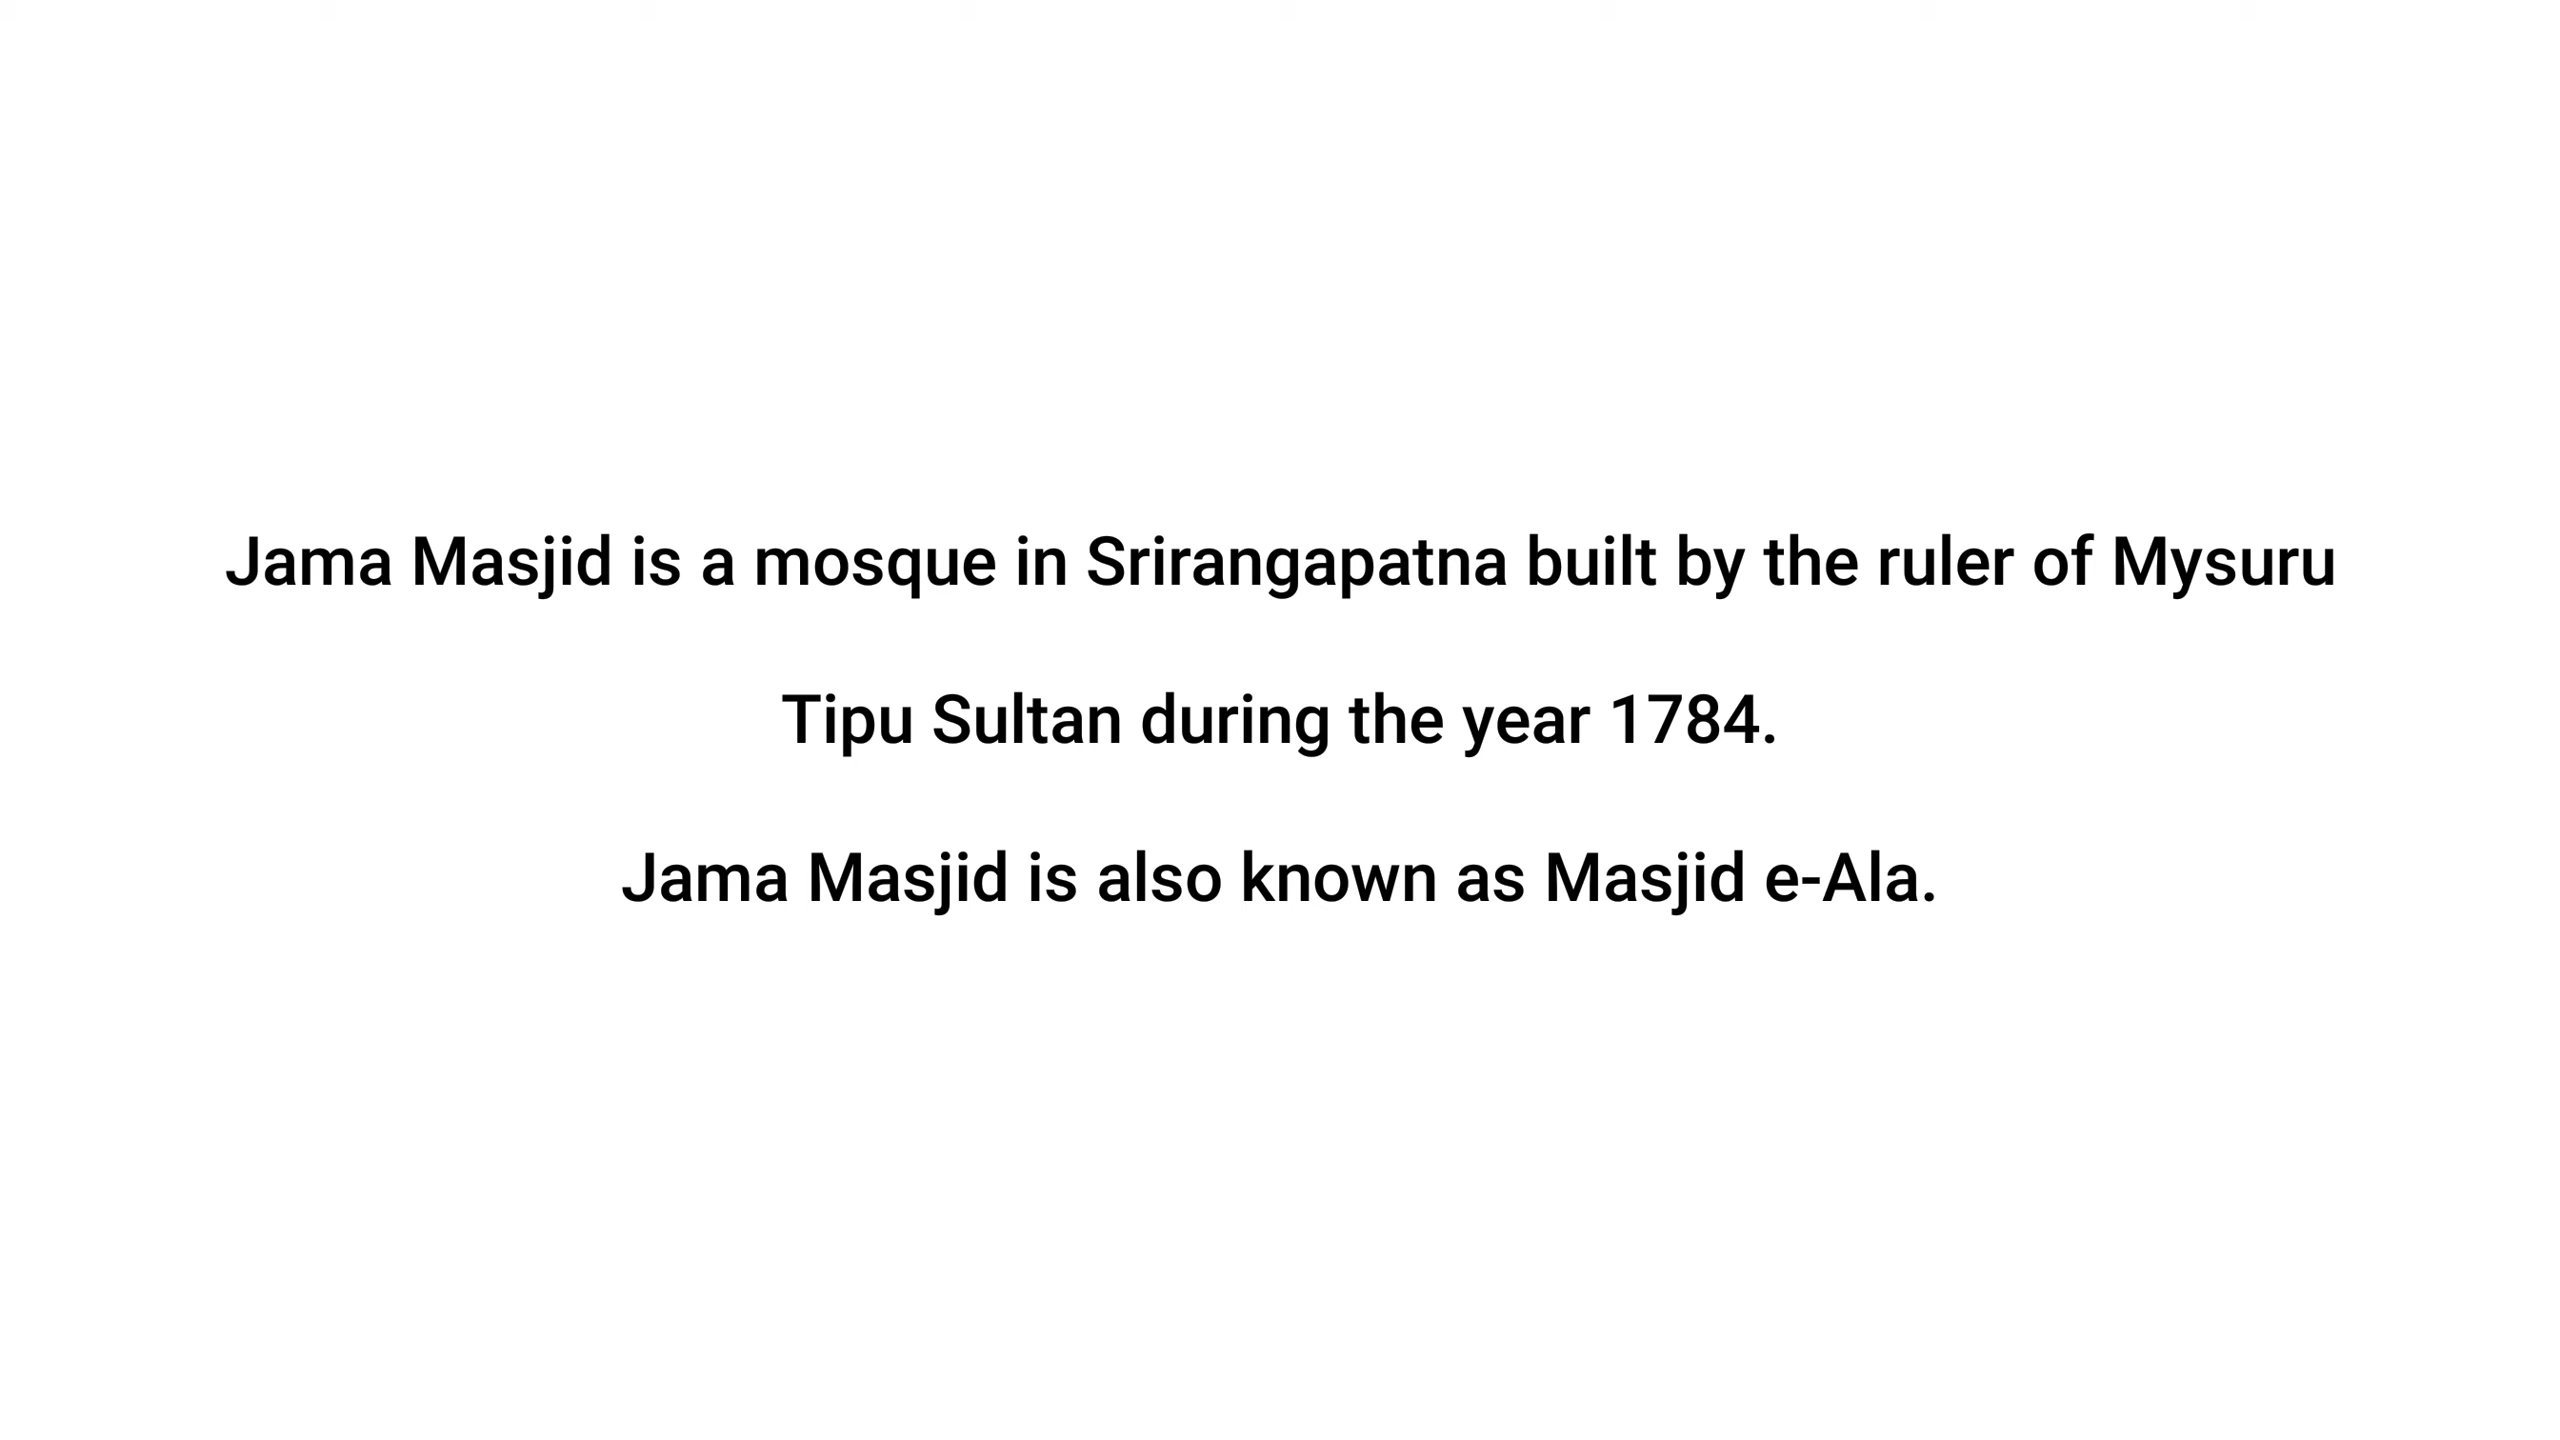 Jama Masjid is a mosque in Srirangapatna built by the ruler of Mysuru
Tipu Sultan during the year 1784.
Jama Masjid is also known as Masjid e-Ala.